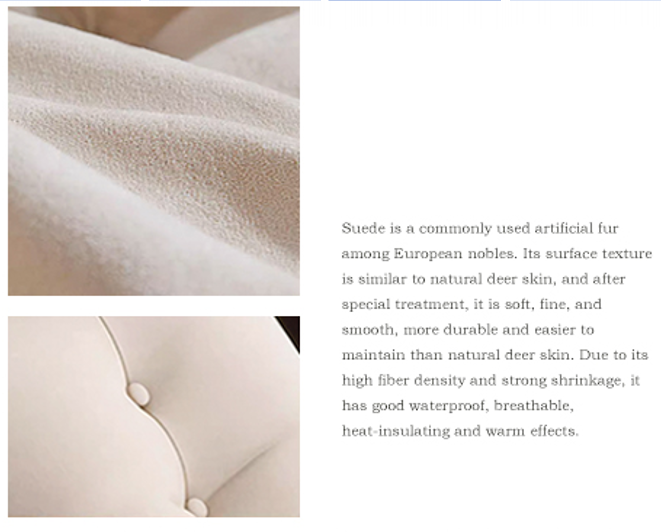 Suede is a commonly used artificial fur
among European nobles. Its surface texture
is similar to natural deer skin, and after
special treatment, it is soft, fine, and
smooth, more durable and easier to
maintain than natural deer skin. Due to its
high fiber density and strong shrinkage, it
has good waterproof, breathable,
heat-insulating and warm effects.